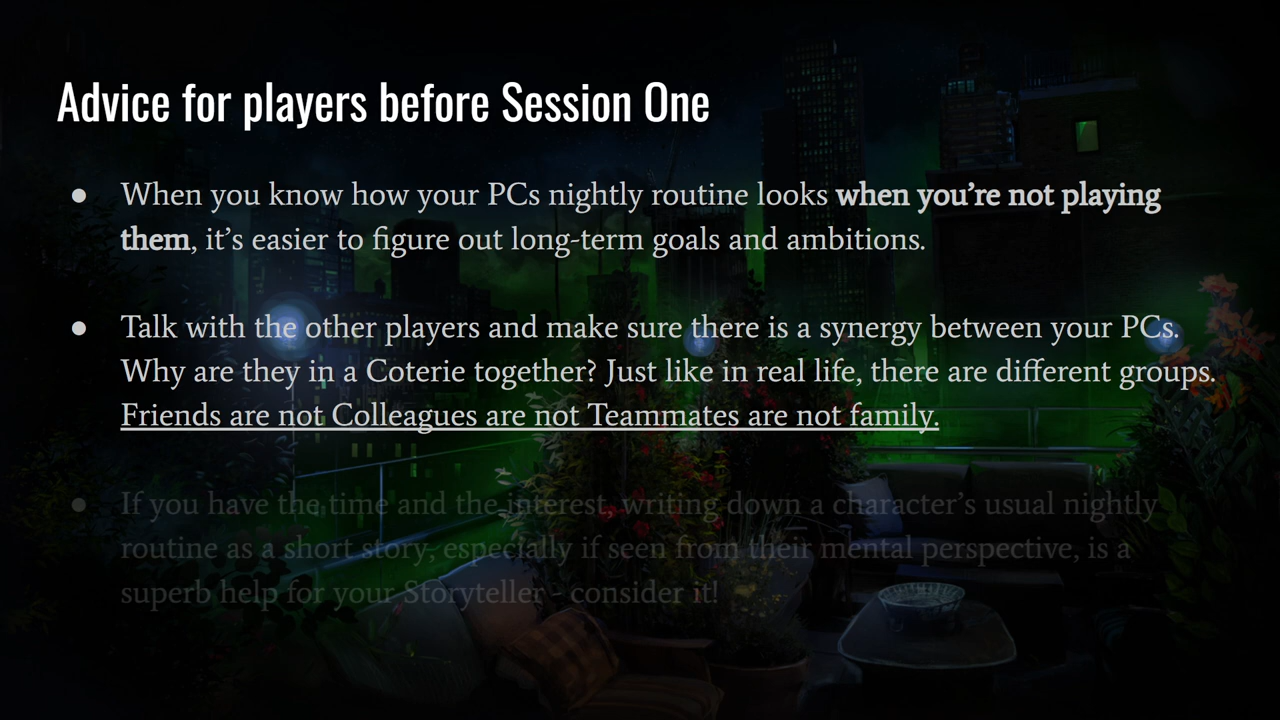 Advice for players before Session One
● When you know how your PCs nightly routine looks when you're not playing
them, it's easier to figure out long-term goals and ambitions.
● Talk with the other players and make sure there is a synergy between your PCs.
Why are they in a Coterie together? Just like in real life, there are different groups.
Friends are not Colleagues are not Teammates are not family.
● If you have the time and the interest, writing down a character's usual nightly
routine as a short story, especially if seen from their mental perspective, is a
superb help for your Storyteller - consider it!